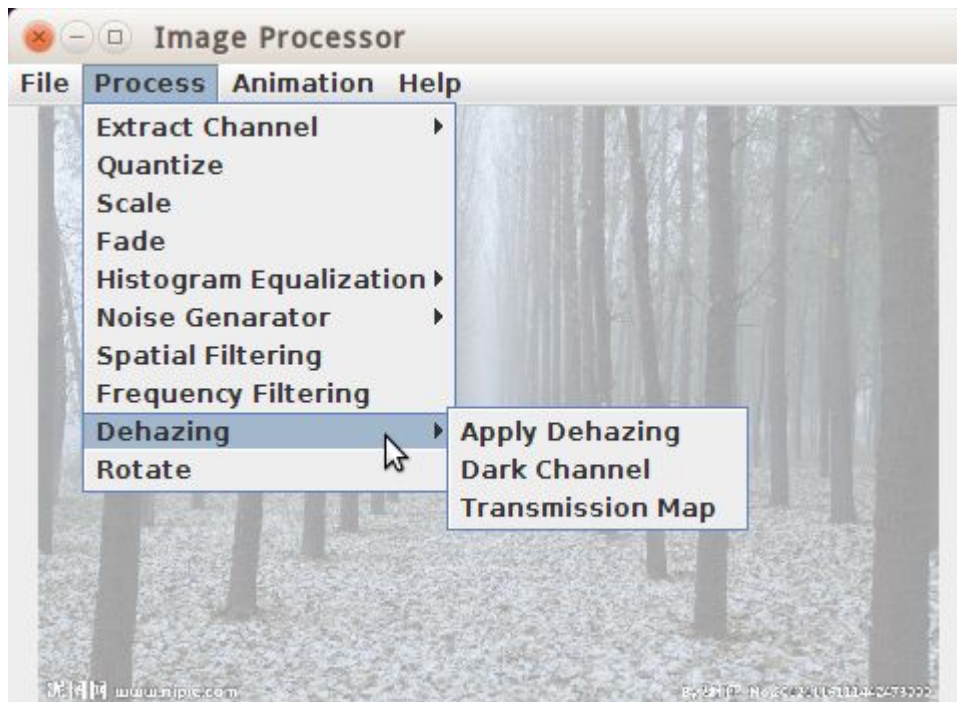 Image Processor
File Process Animation Help
Extract Channel
Quantize
Scale
Fade
Histogram Equalization
Noise Genarator
Spatial Filtering
Frequency Filtering
Dehazing
Apply Dehazing
Rotate
Dark Channel
Transmission Map
www.nipic.com